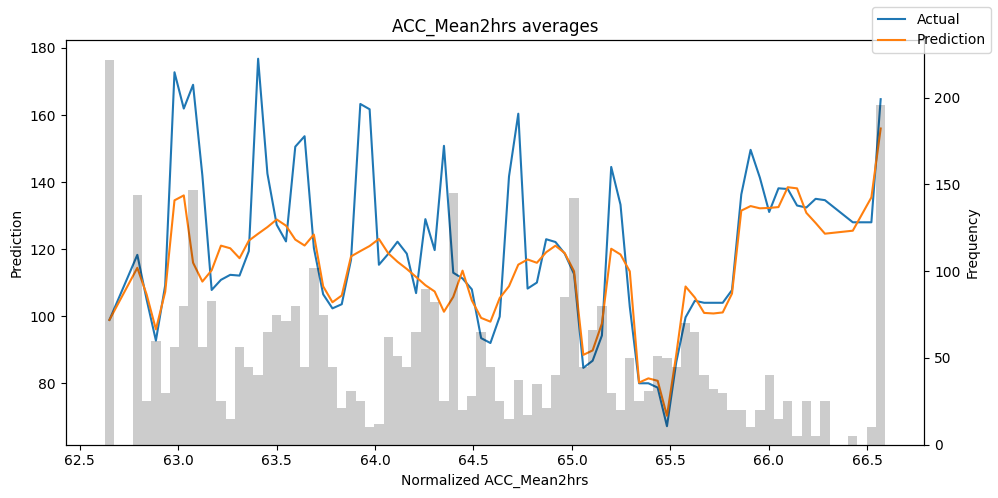 ACC_Mean2hrs averages
Actual
Prediction
180
160
140
120
100
80
Prediction
200
150
100
50
0
Frequency
62.5 63.0 63.5 64.0 64.5 65.0 65.5 66.0 66.5
Normalized ACC_Mean2hrs